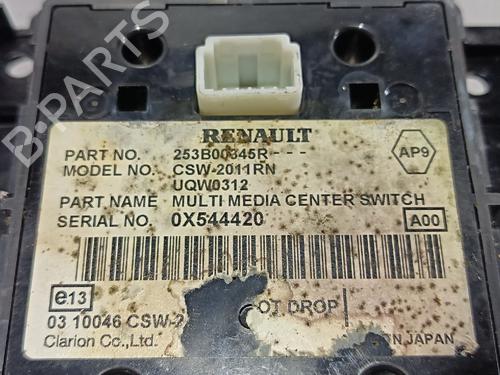 B-PARTS
RENAULT
PART NO. 253B00345R - - -
AP9
MODEL NO. CSW-2011RN
UQW0312
PART NAME MULTI MEDIA CENTER SWITCH
SERIAL NO. 0X544420
A00
e13
03 10046 CSW-2
OT DROP
Clarion Co.,Ltd.
JAPAN